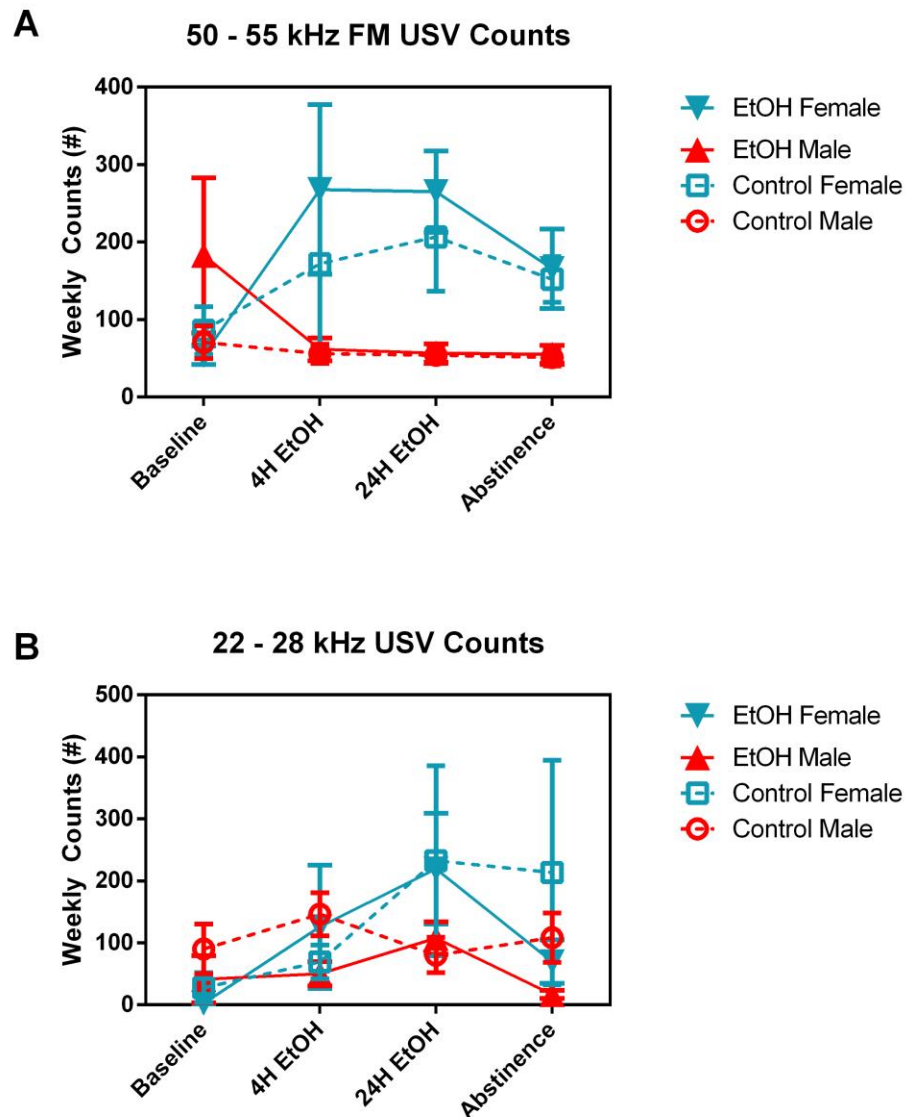 A
50 - 55 kHz FM USV Counts
Weekly Counts (#)
400
300
200
100
0
Baseline
4H EtOH
24H EtOH
Abstinence
EtOH Female
EtOH Male
Control Female
Control Male
B
22 - 28 kHz USV Counts
Weekly Counts (#)
500
400
300
200
100
0
Baseline
4H EtOH
24H EtOH
Abstinence
EtOH Female
EtOH Male
Control Female
Control Male